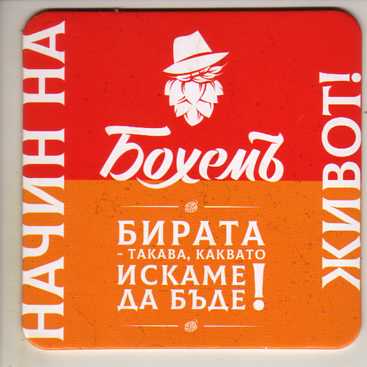 НАЧИН НА
Бохемъ
БИРАТА
- ТАКАВА, КАКВАТО
ИСКАМЕ
ДА БЪДЕ!
ЖИВОТ!